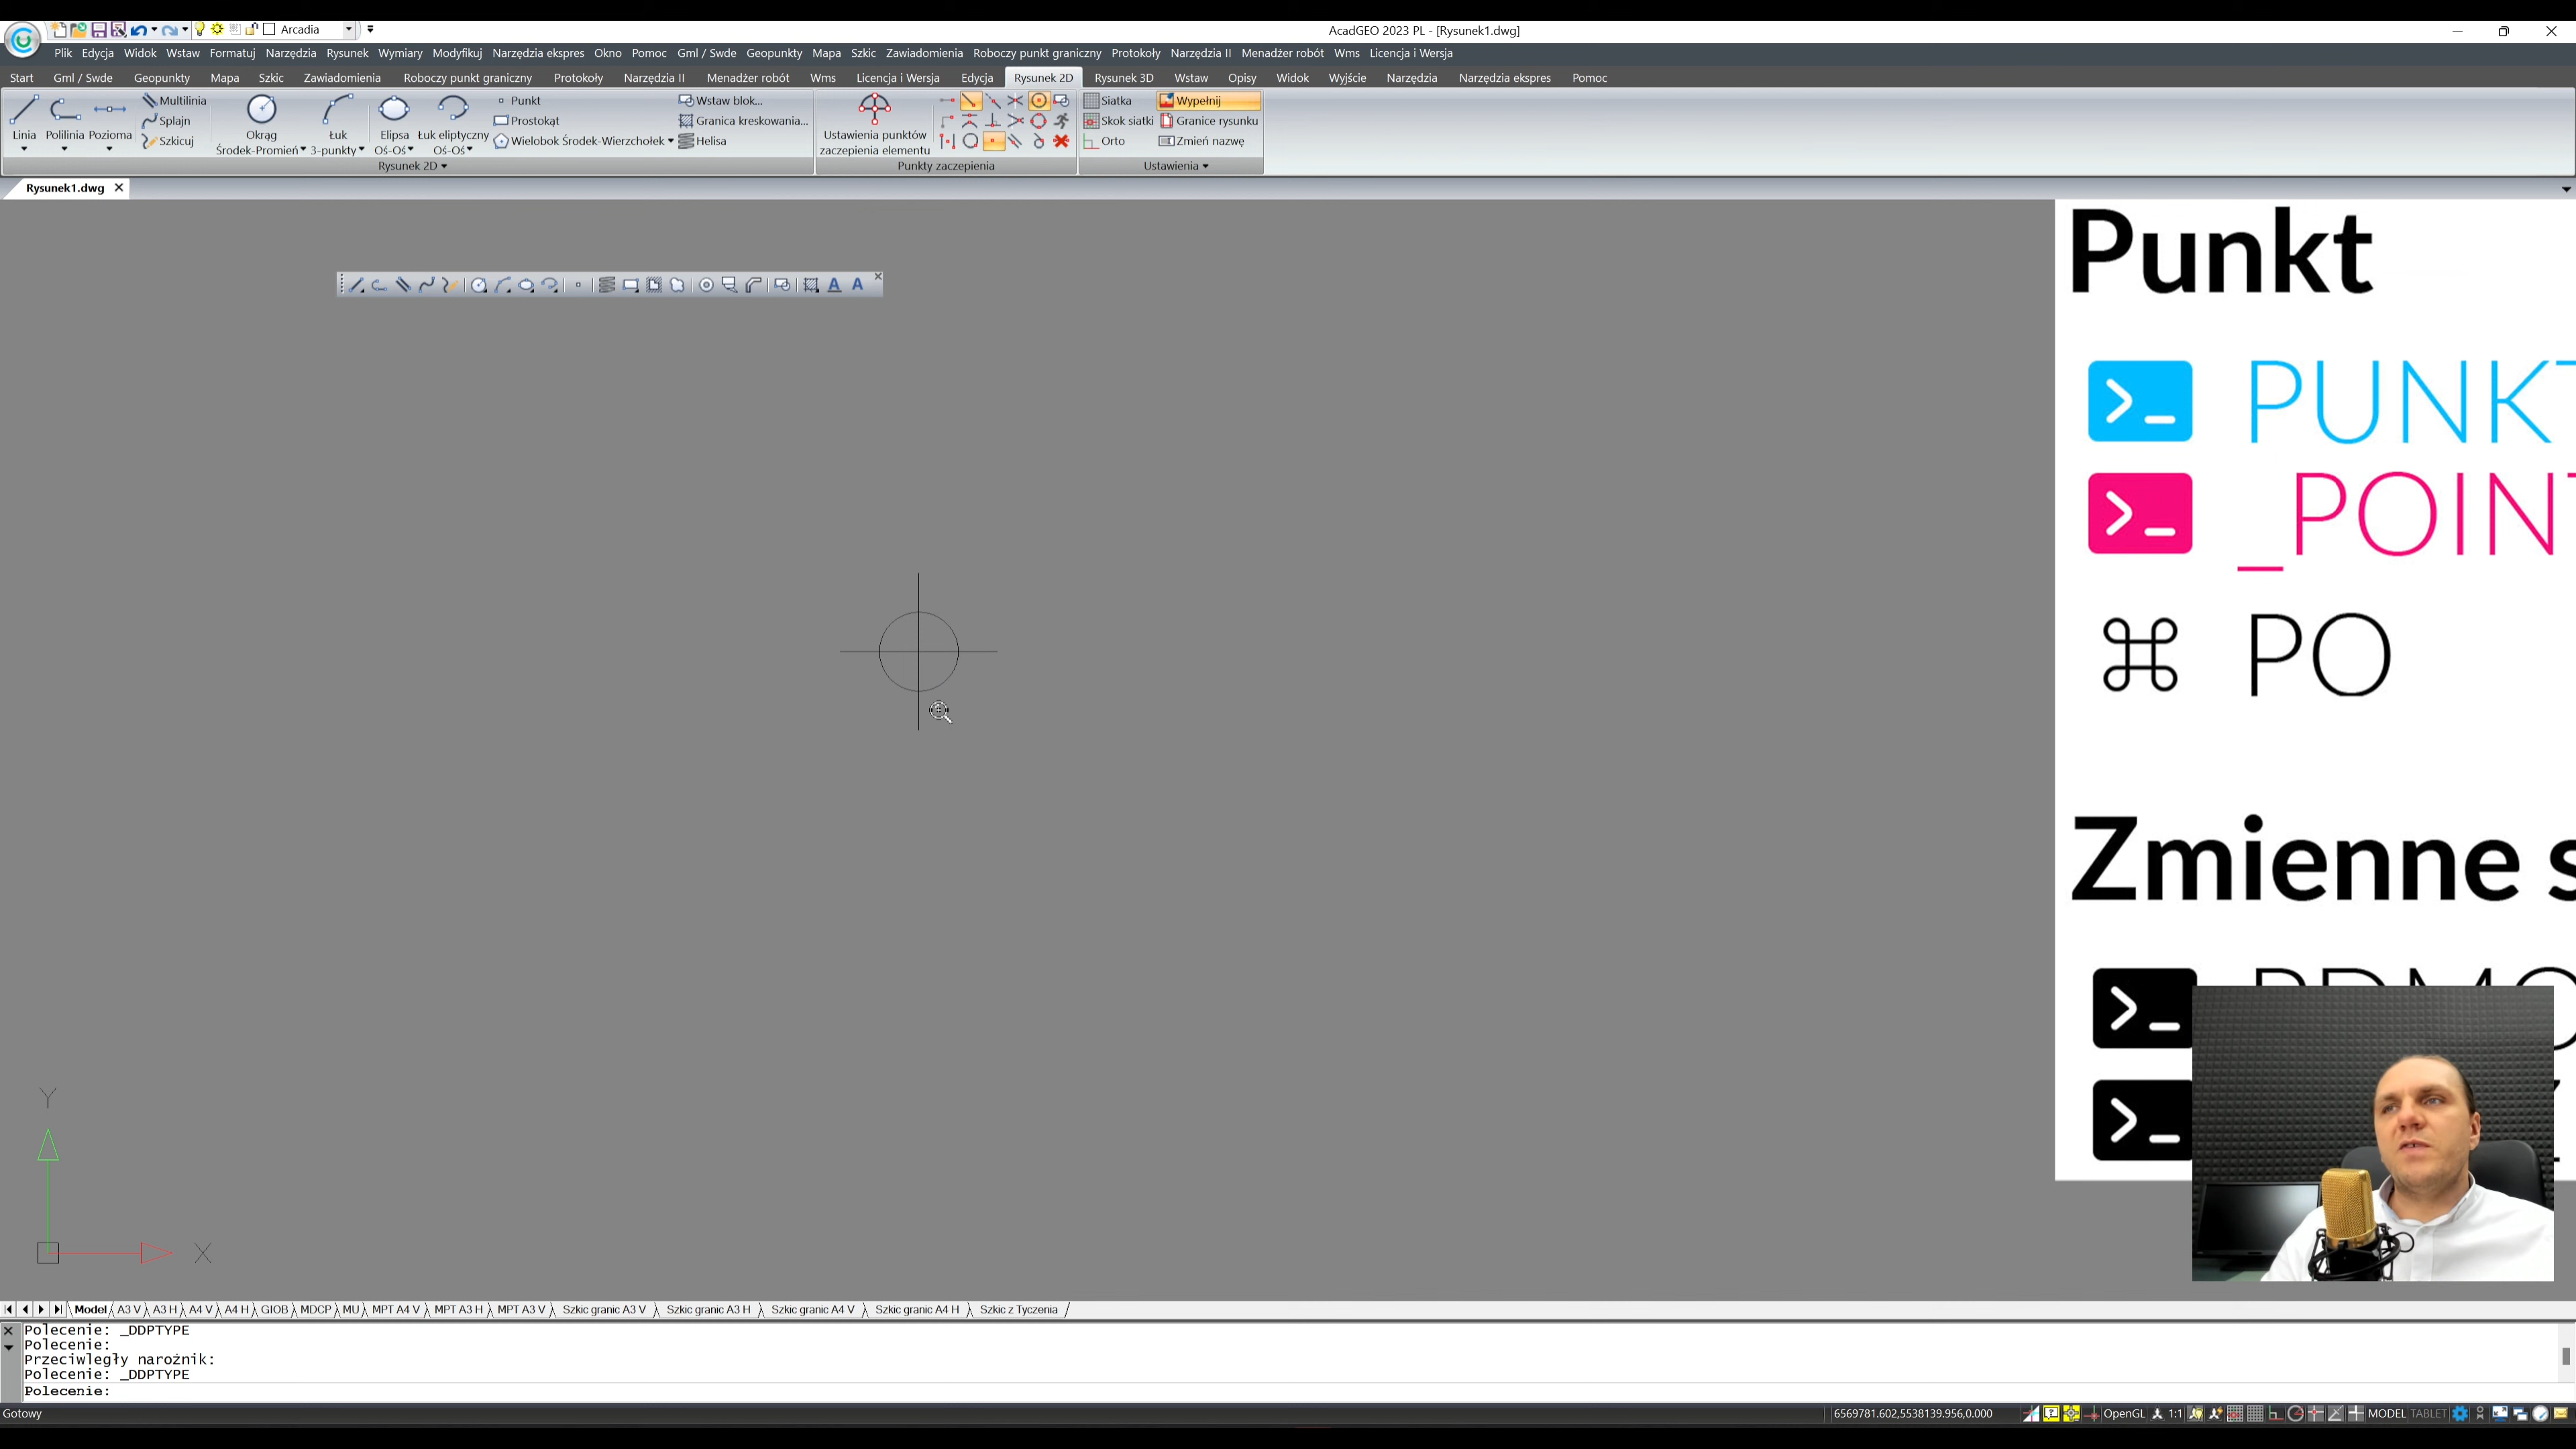 Arcadia
AcadGEO 2023 PL - [Rysunek1.dwg]
Plik Edycja Widok Wstaw Formatuj Narzędzia Rysunek Wymiary Modyfikuj Narzędzia ekspres Okno Pomoc Gml / Swde Geopunkty Mapa Szkic Zawiadomienia Roboczy punkt graniczny Protokoły Narzędzia II Menadżer robót Wms Licencja i Wersja
Start Gml / Swde Geopunkty Mapa Szkic Zawiadomienia Roboczy punkt graniczny Protokoły Narzędzia II Menadżer robót Wms Licencja i Wersja Edycja Rysunek 2D Rysunek 3D Wstaw Opisy Widok Wyjście Narzędzia Narzędzia ekspres Pomoc
Multilinia Punkt Wstaw blok... Siatka Wypełnij
Splajn Prostokąt Granica kreskowania... Skok siatki Granice rysunku
Linia Polilinia Pozioma Okrąg Łuk Elipsa Łuk eliptyczny Ustawienia punktów
Szkicuj Wielobok Środek-Wierzchołek Helisa Orto Zmień nazwę
Środek-Promień 3-punkty Oś-Oś Oś-Oś zaczepienia elementu
Rysunek 2D Punkty zaczepienia Ustawienia
Rysunek1.dwg
Punkt
PUNKT
_POINT
PO
Zmienne s
Y
X
Model A3 V A3 H A4 V A4 H GIOB MDCP MU MPT A4 V MPT A3 H MPT A3 V Szkic granic A3 V Szkic granic A3 H Szkic granic A4 V Szkic granic A4 H Szkic z Tyczenia
Polecenie: _DDPTYPE
Polecenie:
Przeciwległy narożnik:
Polecenie: _DDPTYPE
Polecenie:
Gotowy
6569781.602,5538139.956,0.000 OpenGL 1:1 MODEL TABLET